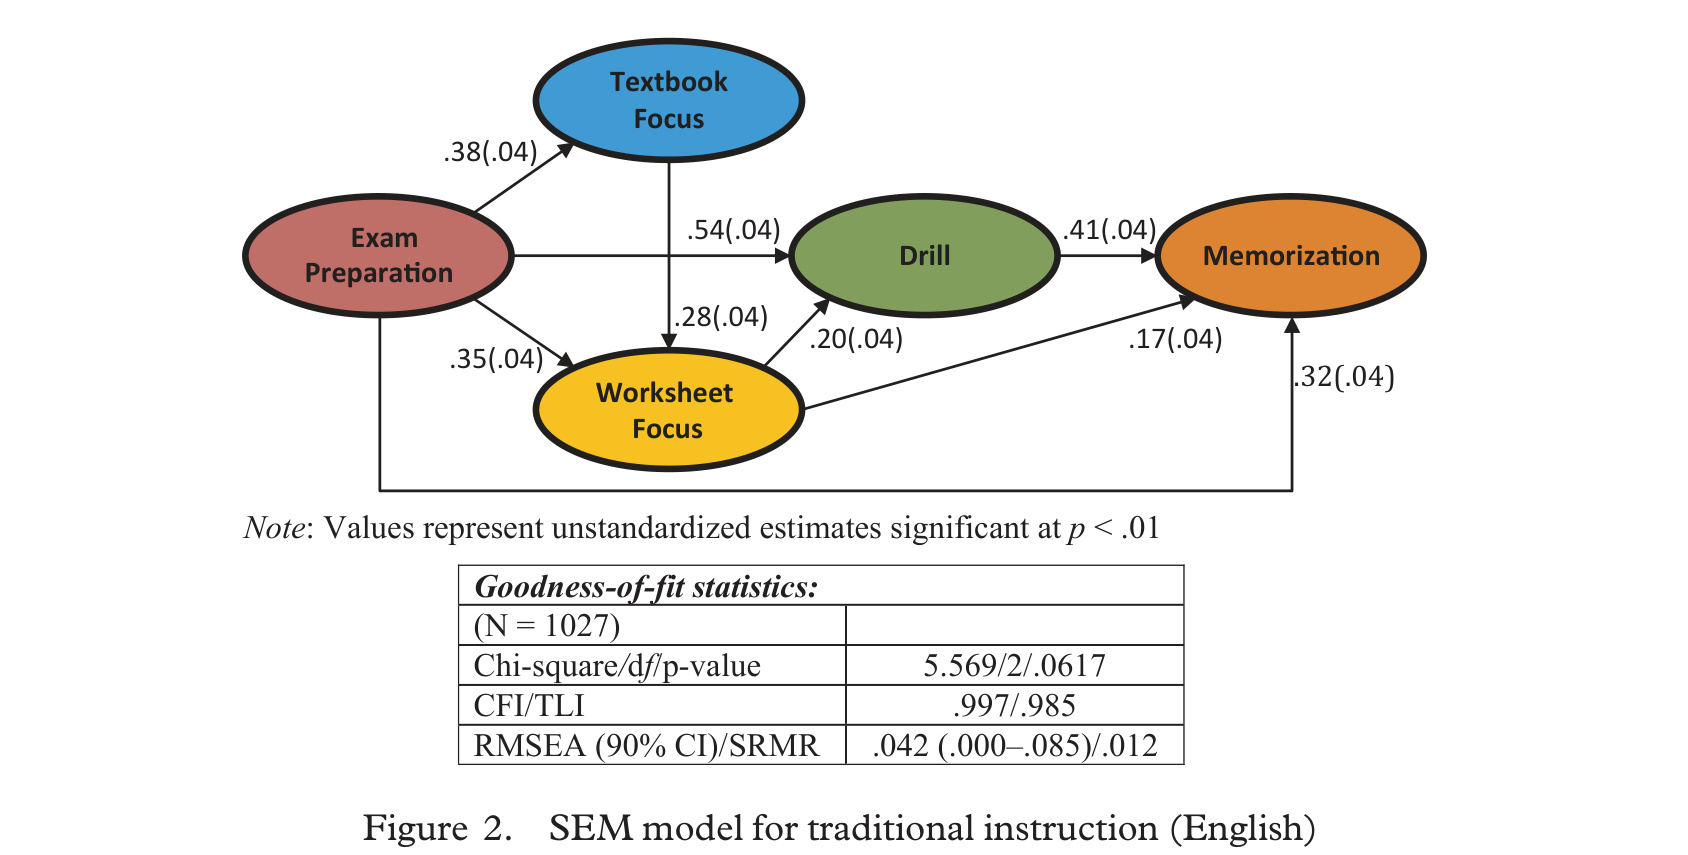 Textbook
Focus
.38(.04)
Exam
Preparation
.54(.04)
Drill
.41(.04)
Memorization
.28(.04)
.20(.04)
.17(.04)
.35(.04)
.32(.04)
Worksheet
Focus
Note: Values represent unstandardized estimates significant at p < .01
Goodness-of-fit statistics:
(N = 1027)
Chi-square/df/p-value 5.569/2/.0617
CFI/TLI .997/.985
RMSEA (90% CI)/SRMR .042 (.000–.085)/.012
Figure 2. SEM model for traditional instruction (English)